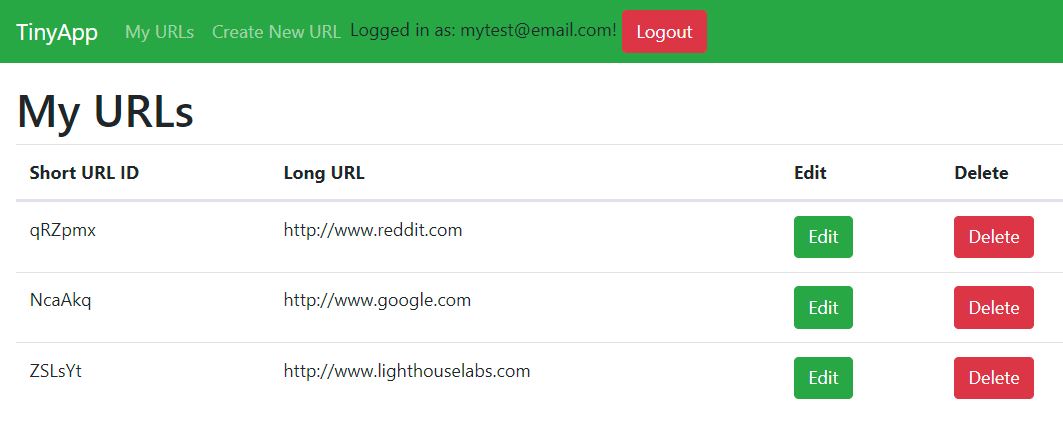 TinyApp My URLs Create New URL Logged in as: mytest@email.com! Logout
My URLs
Short URL ID Long URL Edit Delete
qRZpmx http://www.reddit.com Edit Delete
NcaAkq http://www.google.com Edit Delete
ZSLsYt http://www.lighthouselabs.com Edit Delete